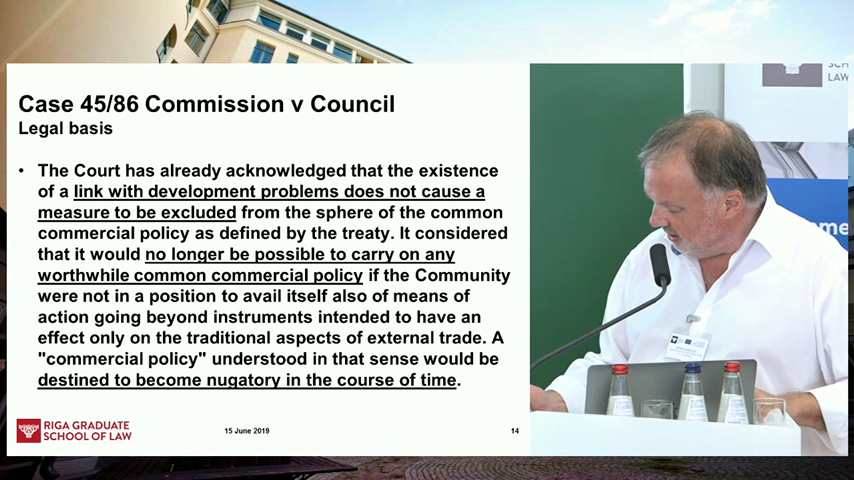 Case 45/86 Commission v Council
Legal basis
• The Court has already acknowledged that the existence
of a link with development problems does not cause a
measure to be excluded from the sphere of the common
commercial policy as defined by the treaty. It considered
that it would no longer be possible to carry on any
worthwhile common commercial policy if the Community
were not in a position to avail itself also of means of
action going beyond instruments intended to have an
effect only on the traditional aspects of external trade. A
"commercial policy" understood in that sense would be
destined to become nugatory in the course of time.
RIGA GRADUATE
SCHOOL OF LAW
15 June 2019
14
LAW